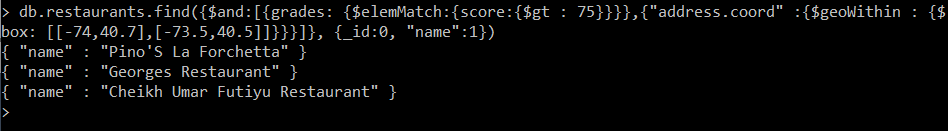 > db.restaurants.find({$and:[{grades: {$elemMatch:{score:{$gt : 75}}}},{"address.coord" :{$geoWithin : {$
box: [[-74,40.7],[-73.5,40.5]]}}}]}, {_id:0, "name":1})
{ "name" : "Pino'S La Forchetta" }
{ "name" : "Georges Restaurant" }
{ "name" : "Cheikh Umar Futiyu Restaurant" }
>